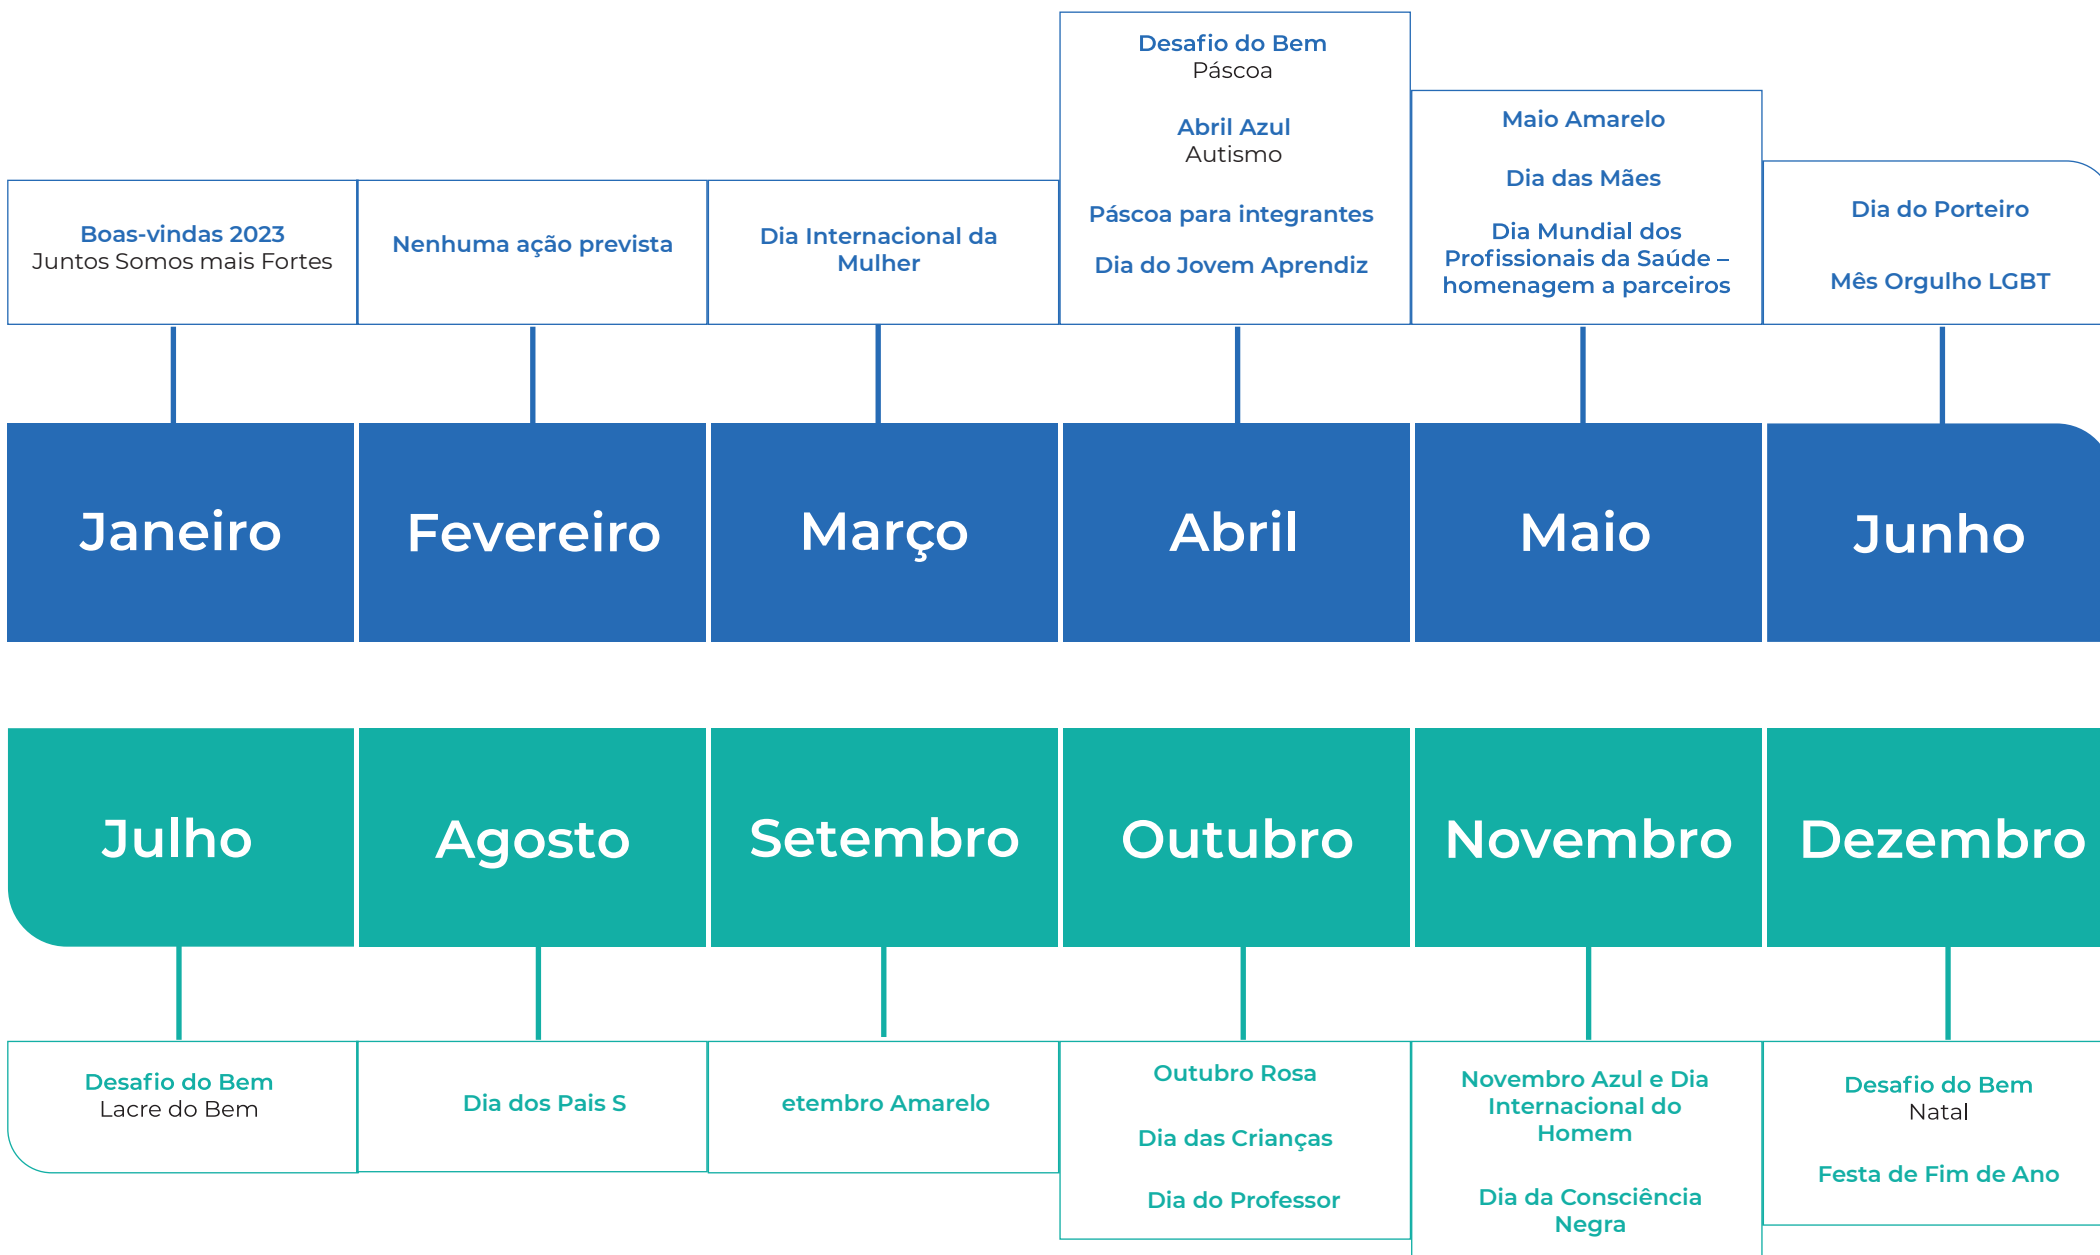 Desafio do Bem
Páscoa
Abril Azul
Autismo
Páscoa para integrantes
Dia do Jovem Aprendiz
Maio Amarelo
Dia das Mães
Dia Mundial dos
Profissionais da Saúde –
homenagem a parceiros
Boas-vindas 2023
Juntos Somos mais Fortes
Nenhuma ação prevista
Dia Internacional da
Mulher
Dia do Porteiro
Mês Orgulho LGBT
Janeiro
Fevereiro
Março
Abril
Maio
Junho
Julho
Agosto
Setembro
Outubro
Novembro
Dezembro
Desafio do Bem
Lacre do Bem
Dia dos Pais S
etembro Amarelo
Outubro Rosa
Dia das Crianças
Dia do Professor
Novembro Azul e Dia
Internacional do
Homem
Dia da Consciência
Negra
Desafio do Bem
Natal
Festa de Fim de Ano